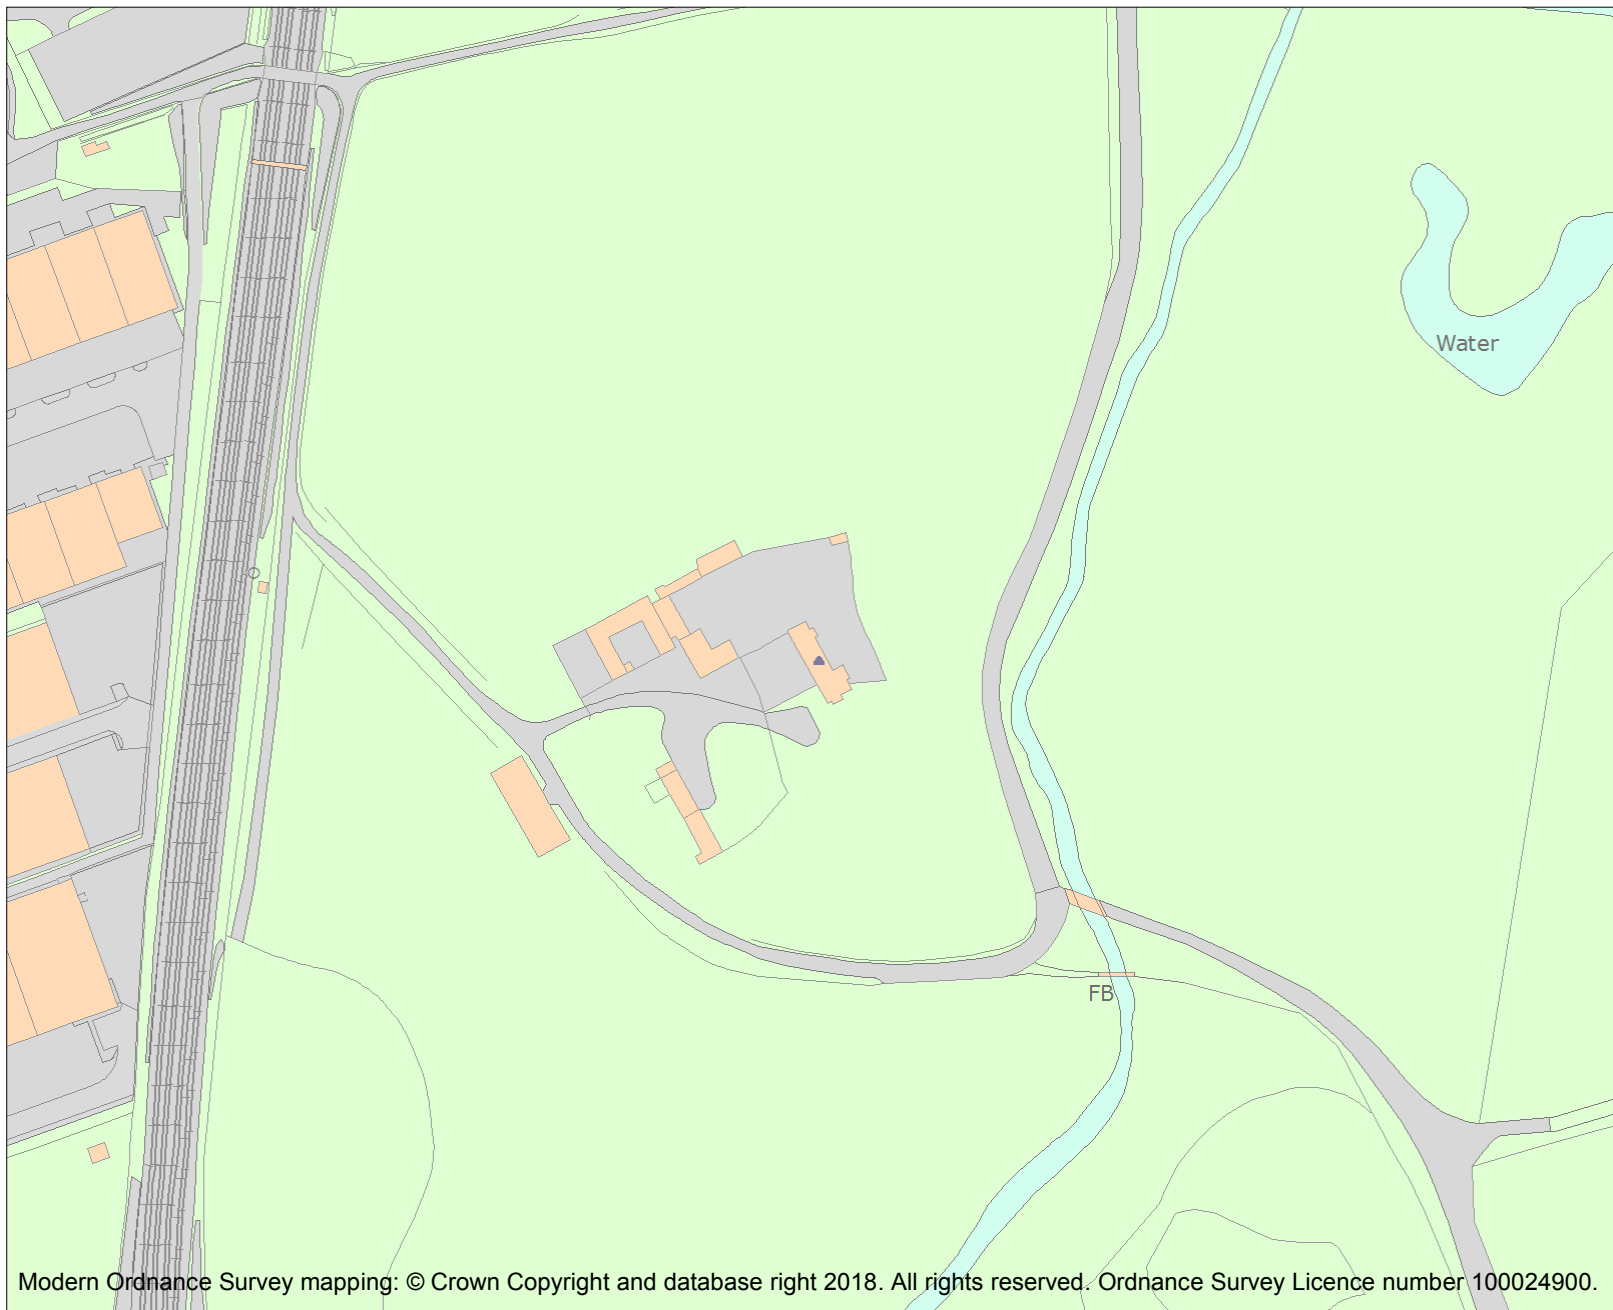 Water
FB
Modern Ordnance Survey mapping: © Crown Copyright and database right 2018. All rights reserved. Ordnance Survey Licence number 100024900.